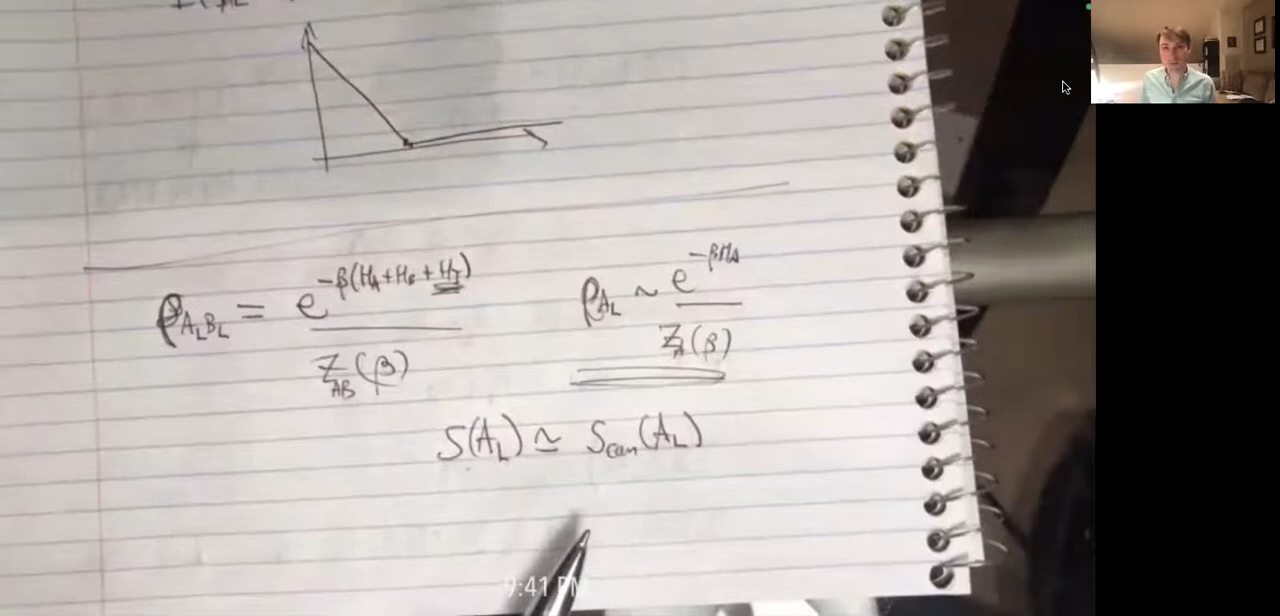 ρ_{A_L B_L} = e^{-β(H_A+H_B+H_I)} / Z_{AB}(β)    ρ_{A_L} ~ e^{-βH_A} / Z_A(β)
S(A_L) ≃ S_can(A_L)
9:41 PM